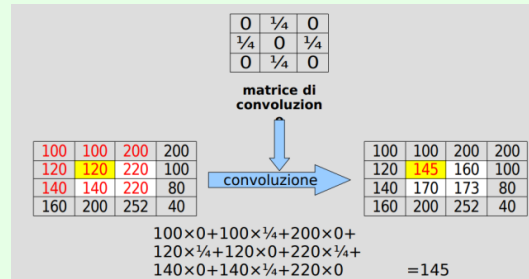 0 ¼ 0
¼ 0 ¼
0 ¼ 0
matrice di
convoluzion
e
100 100 200 200
120 120 220 100
140 140 220 80
160 200 252 40
convoluzione
100 100 200 200
120 145 160 100
140 170 173 80
160 200 252 40
100×0+100×¼+200×0+
120×¼+120×0+220×¼+
140×0+140×¼+220×0 =145